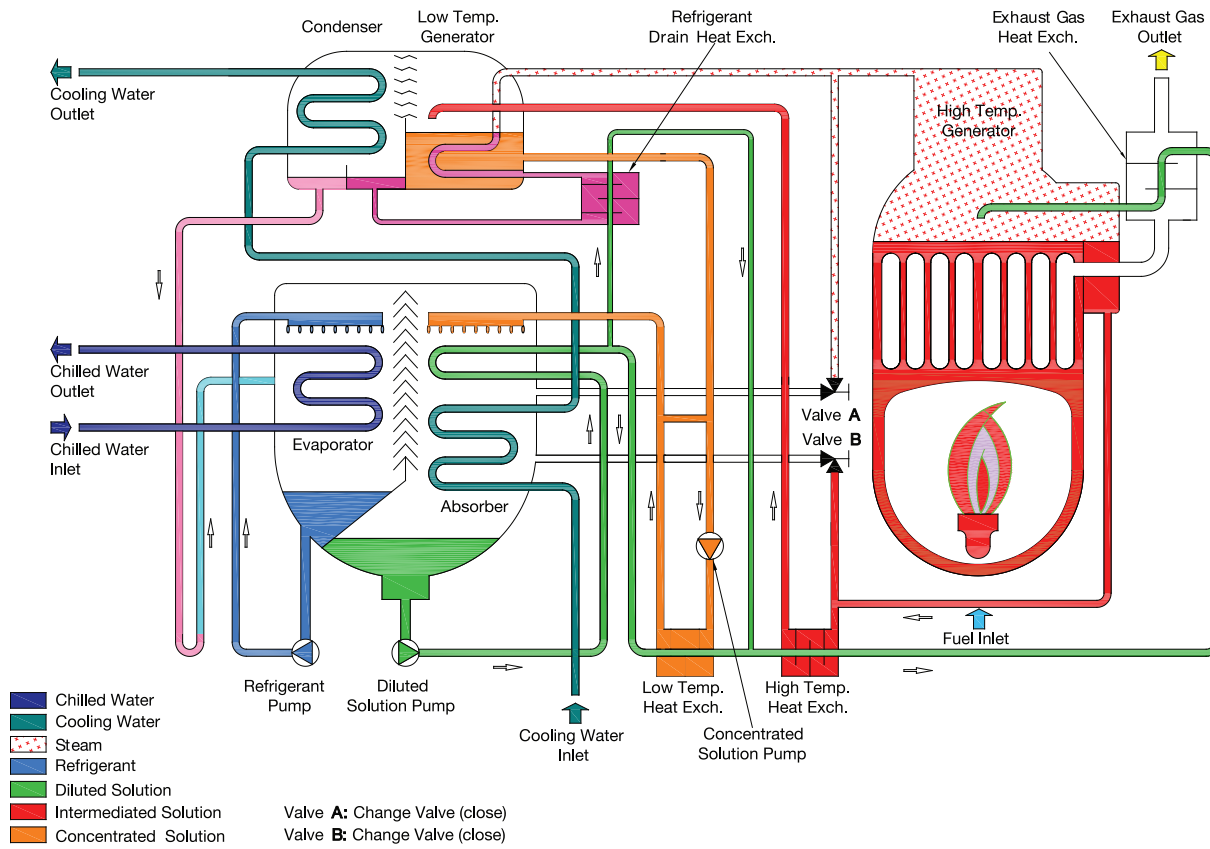 Condenser
Low Temp.
Generator
Refrigerant
Drain Heat Exch.
Exhaust Gas
Heat Exch.
Exhaust Gas
Outlet
Cooling Water
Outlet
High Temp.
Generator
Chilled Water
Outlet
Chilled Water
Inlet
Evaporator
Absorber
Valve A
Valve B
Fuel Inlet
Refrigerant
Pump
Diluted
Solution Pump
Cooling Water
Inlet
Low Temp.
Heat Exch.
High Temp.
Heat Exch.
Concentrated
Solution Pump
Chilled Water
Cooling Water
Steam
Refrigerant
Diluted Solution
Intermediated Solution
Concentrated Solution
Valve A: Change Valve (close)
Valve B: Change Valve (close)